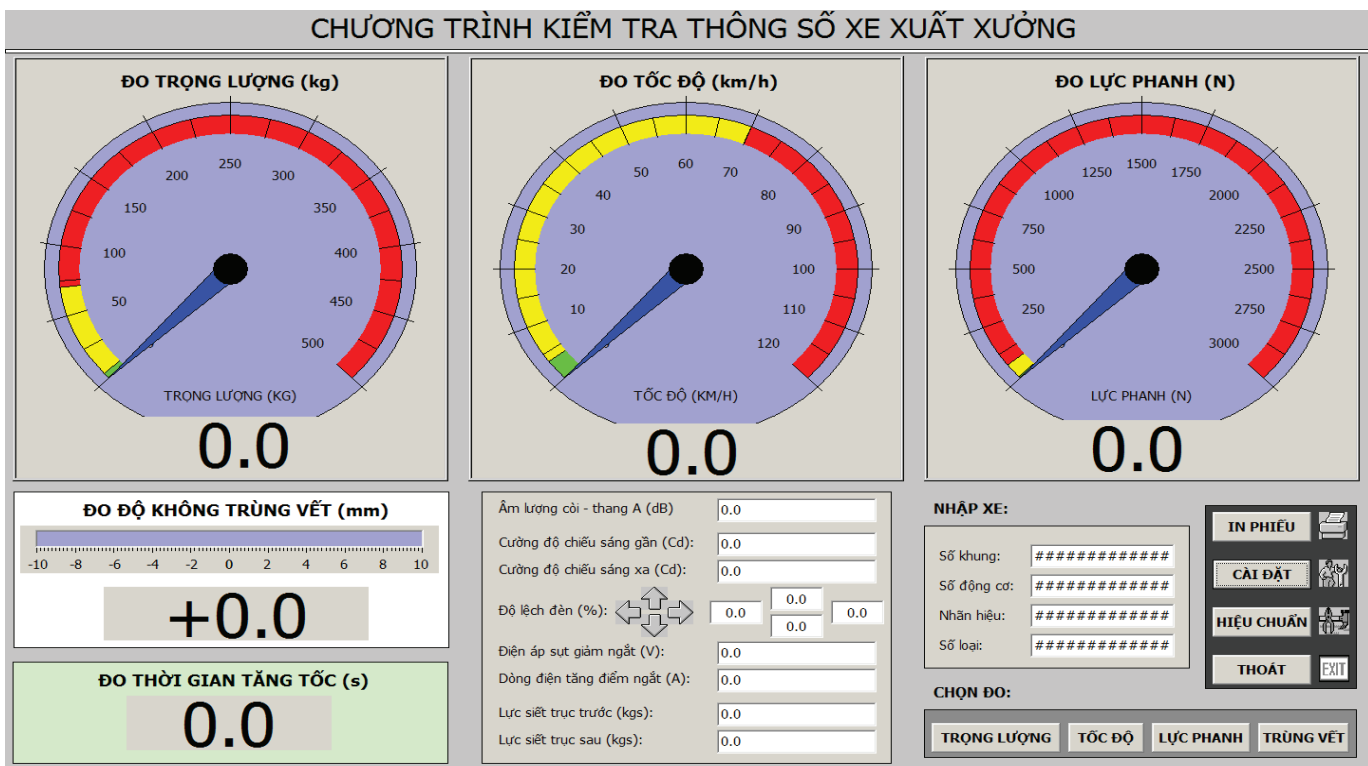 CHƯƠNG TRÌNH KIỂM TRA THÔNG SỐ XE XUẤT XƯỞNG
ĐO TRỌNG LƯỢNG (kg)
50
100
150
200
250
300
350
400
450
500
TRỌNG LƯỢNG (KG)
0.0
ĐO TỐC ĐỘ (km/h)
10
20
30
40
50
60
70
80
90
100
110
120
TỐC ĐỘ (KM/H)
0.0
ĐO LỰC PHANH (N)
250
500
750
1000
1250
1500
1750
2000
2250
2500
2750
3000
LỰC PHANH (N)
0.0
ĐO ĐỘ KHÔNG TRÙNG VẾT (mm)
-10 -8 -6 -4 -2 0 2 4 6 8 10
+0.0
ĐO THỜI GIAN TĂNG TỐC (s)
0.0
Âm lượng còi - thang A (dB) 0.0
Cường độ chiếu sáng gần (Cd): 0.0
Cường độ chiếu sáng xa (Cd): 0.0
Độ lệch đèn (%): 0.0 0.0 0.0 0.0
Điện áp sụt giảm ngắt (V): 0.0
Dòng điện tăng điểm ngắt (A): 0.0
Lực siết trục trước (kgs): 0.0
Lực siết trục sau (kgs): 0.0
NHẬP XE:
Số khung: #############
Số động cơ: #############
Nhãn hiệu: #############
Số loại: #############
IN PHIẾU
CÀI ĐẶT
HIỆU CHUẨN
THOÁT EXIT
CHỌN ĐO:
TRỌNG LƯỢNG TỐC ĐỘ LỰC PHANH TRÙNG VẾT